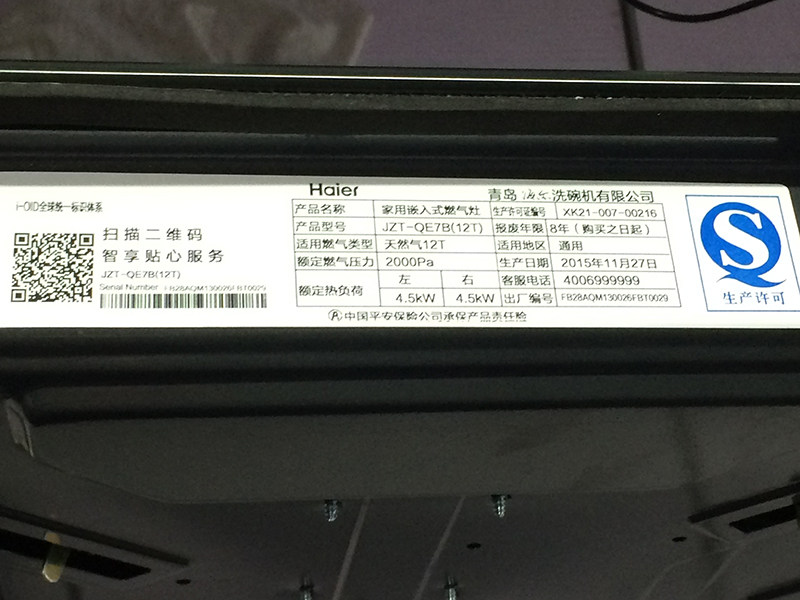 i-OID全球统一标识体系
扫描二维码
智享贴心服务
JZT-QE7B(12T)
Serial Number FB28AQM130026FBT0029
Haier
青岛 洗碗机有限公司
产品名称 家用嵌入式燃气灶 生产许可证编号 XK21-007-00216
产品型号 JZT-QE7B(12T) 报废年限 8年（购买之日起）
适用燃气类型 天然气12T 适用地区 通用
额定燃气压力 2000Pa 生产日期 2015年11月27日
额定热负荷 左 右 客服电话 4006999999
4.5kW 4.5kW 出厂编号 FB28AQM130026FBT0029
中国平安保险公司承保产品责任险
生产许可